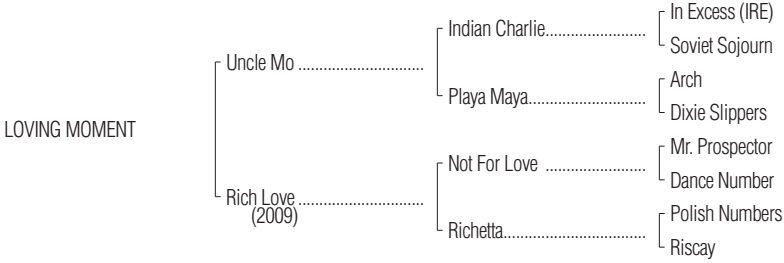 In Excess (IRE)
Indian Charlie.........................
Soviet Sojourn
Uncle Mo ...............................
Arch
Playa Maya.............................
Dixie Slippers
LOVING MOMENT
Mr. Prospector
Not For Love .........................
Dance Number
Rich Love ...............................
(2009)
Polish Numbers
Richetta...................................
Riscay